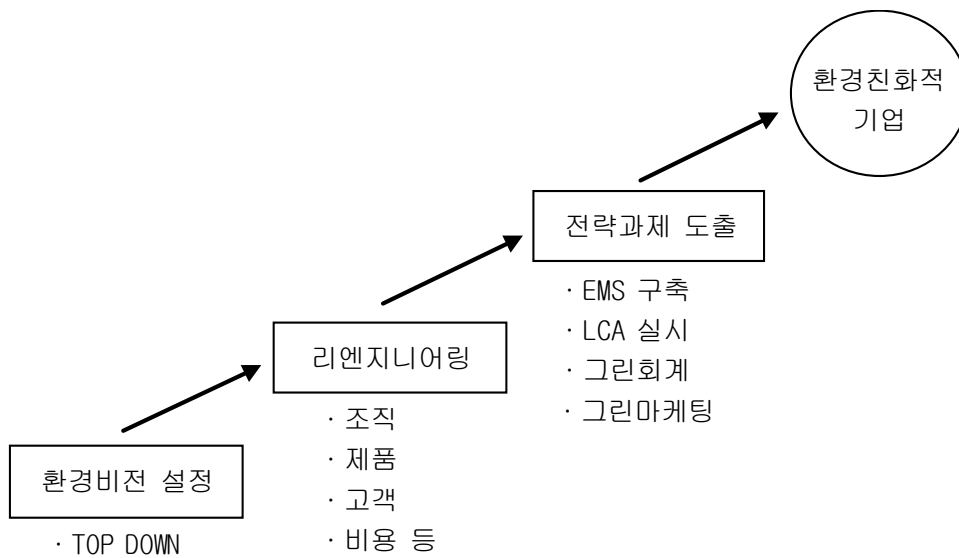 환경친화적
기업
전략과제 도출
· EMS 구축
· LCA 실시
· 그린회계
· 그린마케팅
리엔지니어링
· 조직
· 제품
· 고객
· 비용 등
환경비전 설정
· TOP DOWN